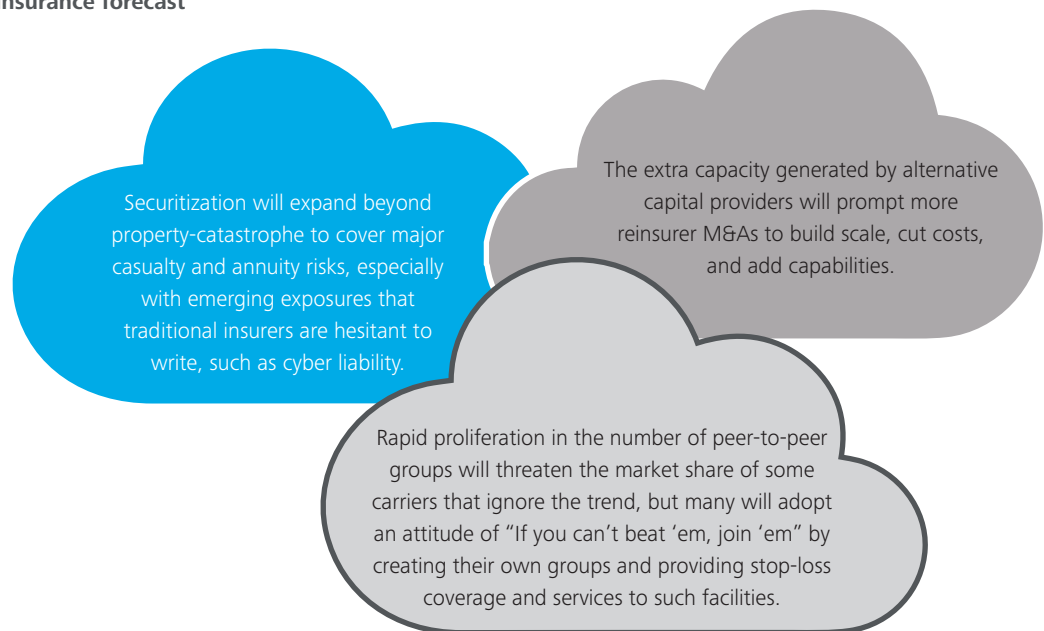 insurance forecast
Securitization will expand beyond
property-catastrophe to cover major
casualty and annuity risks, especially
with emerging exposures that
traditional insurers are hesitant to
write, such as cyber liability.
The extra capacity generated by alternative
capital providers will prompt more
reinsurer M&As to build scale, cut costs,
and add capabilities.
Rapid proliferation in the number of peer-to-peer
groups will threaten the market share of some
carriers that ignore the trend, but many will adopt
an attitude of “If you can’t beat ‘em, join ‘em” by
creating their own groups and providing stop-loss
coverage and services to such facilities.